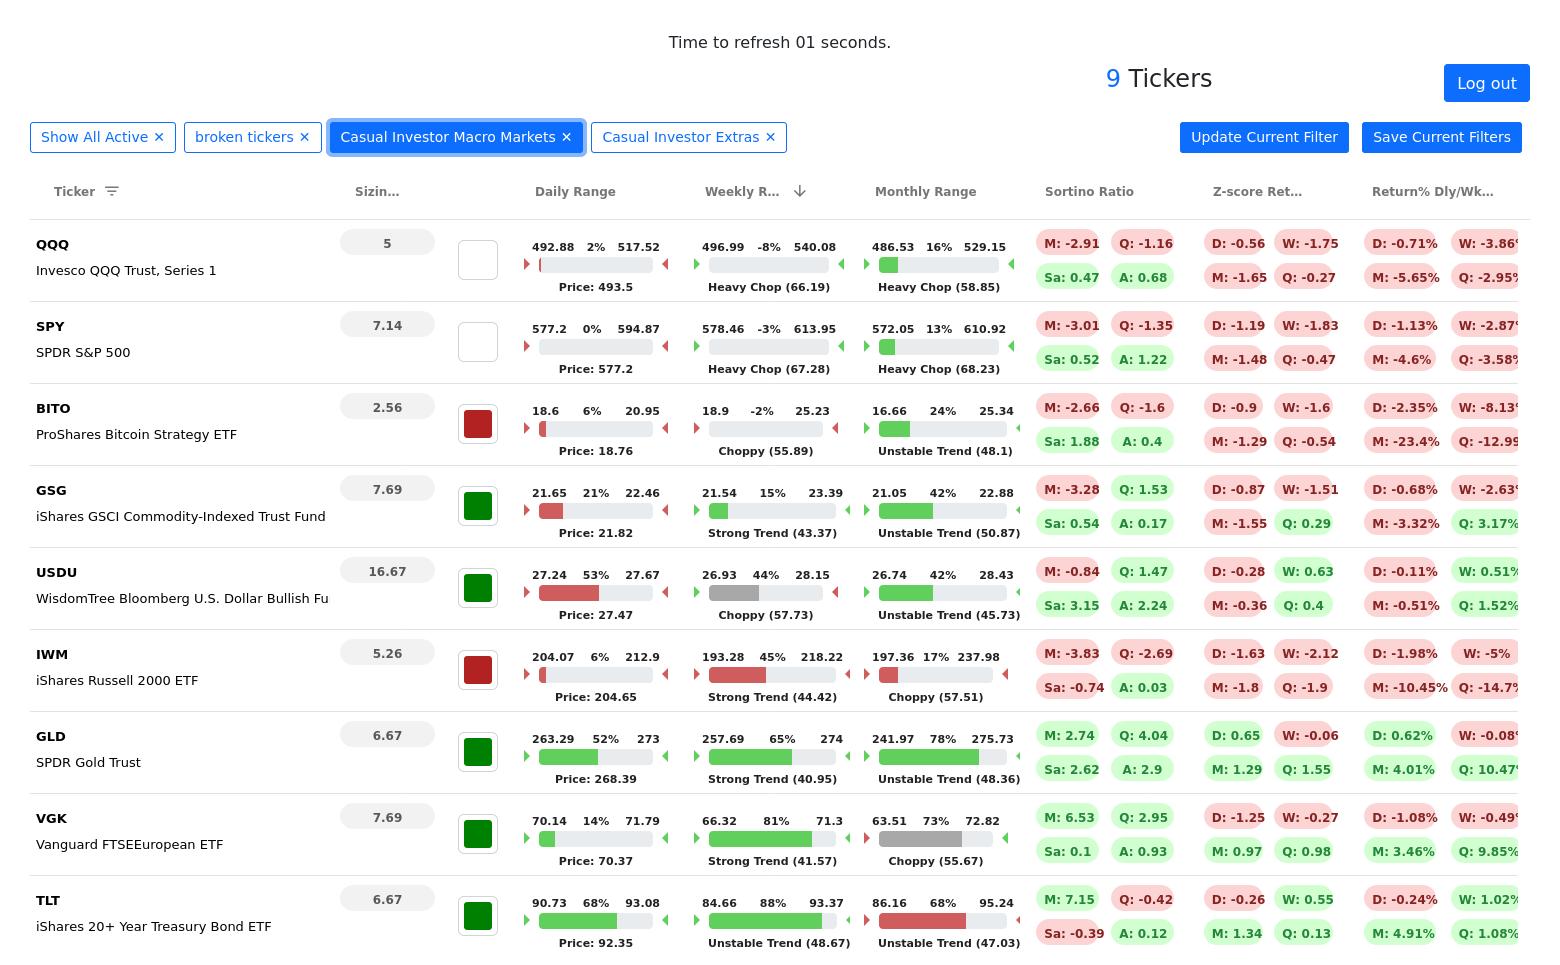 Time to refresh 01 seconds.
9 Tickers
Log out
Show All Active ✕ broken tickers ✕ Casual Investor Macro Markets ✕ Casual Investor Extras ✕ Update Current Filter Save Current Filters
Ticker Sizin... Daily Range Weekly R... Monthly Range Sortino Ratio Z-score Ret... Return% Dly/Wk...
QQQ 5 492.88 2% 517.52 496.99 -8% 540.08 486.53 16% 529.15 M: -2.91 Q: -1.16 D: -0.56 W: -1.75 D: -0.71% W: -3.86%
Invesco QQQ Trust, Series 1 Price: 493.5 Heavy Chop (66.19) Heavy Chop (58.85) Sa: 0.47 A: 0.68 M: -1.65 Q: -0.27 M: -5.65% Q: -2.95%
SPY 7.14 577.2 0% 594.87 578.46 -3% 613.95 572.05 13% 610.92 M: -3.01 Q: -1.35 D: -1.19 W: -1.83 D: -1.13% W: -2.87%
SPDR S&P 500 Price: 577.2 Heavy Chop (67.28) Heavy Chop (68.23) Sa: 0.52 A: 1.22 M: -1.48 Q: -0.47 M: -4.6% Q: -3.58%
BITO 2.56 18.6 6% 20.95 18.9 -2% 25.23 16.66 24% 25.34 M: -2.66 Q: -1.6 D: -0.9 W: -1.6 D: -2.35% W: -8.13%
ProShares Bitcoin Strategy ETF Price: 18.76 Choppy (55.89) Unstable Trend (48.1) Sa: 1.88 A: 0.4 M: -1.29 Q: -0.54 M: -23.4% Q: -12.99
GSG 7.69 21.65 21% 22.46 21.54 15% 23.39 21.05 42% 22.88 M: -3.28 Q: 1.53 D: -0.87 W: -1.51 D: -0.68% W: -2.63%
iShares GSCI Commodity-Indexed Trust Fund Price: 21.82 Strong Trend (43.37) Unstable Trend (50.87) Sa: 0.54 A: 0.17 M: -1.55 Q: 0.29 M: -3.32% Q: 3.17%
USDU 16.67 27.24 53% 27.67 26.93 44% 28.15 26.74 42% 28.43 M: -0.84 Q: 1.47 D: -0.28 W: 0.63 D: -0.11% W: 0.51%
WisdomTree Bloomberg U.S. Dollar Bullish Fu Price: 27.47 Choppy (57.73) Unstable Trend (45.73) Sa: 3.15 A: 2.24 M: -0.36 Q: 0.4 M: -0.51% Q: 1.52%
IWM 5.26 204.07 6% 212.9 193.28 45% 218.22 197.36 17% 237.98 M: -3.83 Q: -2.69 D: -1.63 W: -2.12 D: -1.98% W: -5%
iShares Russell 2000 ETF Price: 204.65 Strong Trend (44.42) Choppy (57.51) Sa: -0.74 A: 0.03 M: -1.8 Q: -1.9 M: -10.45% Q: -14.7%
GLD 6.67 263.29 52% 273 257.69 65% 274 241.97 78% 275.73 M: 2.74 Q: 4.04 D: 0.65 W: -0.06 D: 0.62% W: -0.08%
SPDR Gold Trust Price: 268.39 Strong Trend (40.95) Unstable Trend (48.36) Sa: 2.62 A: 2.9 M: 1.29 Q: 1.55 M: 4.01% Q: 10.47%
VGK 7.69 70.14 14% 71.79 66.32 81% 71.3 63.51 73% 72.82 M: 6.53 Q: 2.95 D: -1.25 W: -0.27 D: -1.08% W: -0.49%
Vanguard FTSEEuropean ETF Price: 70.37 Strong Trend (41.57) Choppy (55.67) Sa: 0.1 A: 0.93 M: 0.97 Q: 0.98 M: 3.46% Q: 9.85%
TLT 6.67 90.73 68% 93.08 84.66 88% 93.37 86.16 68% 95.24 M: 7.15 Q: -0.42 D: -0.26 W: 0.55 D: -0.24% W: 1.02%
iShares 20+ Year Treasury Bond ETF Price: 92.35 Unstable Trend (48.67) Unstable Trend (47.03) Sa: -0.39 A: 0.12 M: 1.34 Q: 0.13 M: 4.91% Q: 1.08%